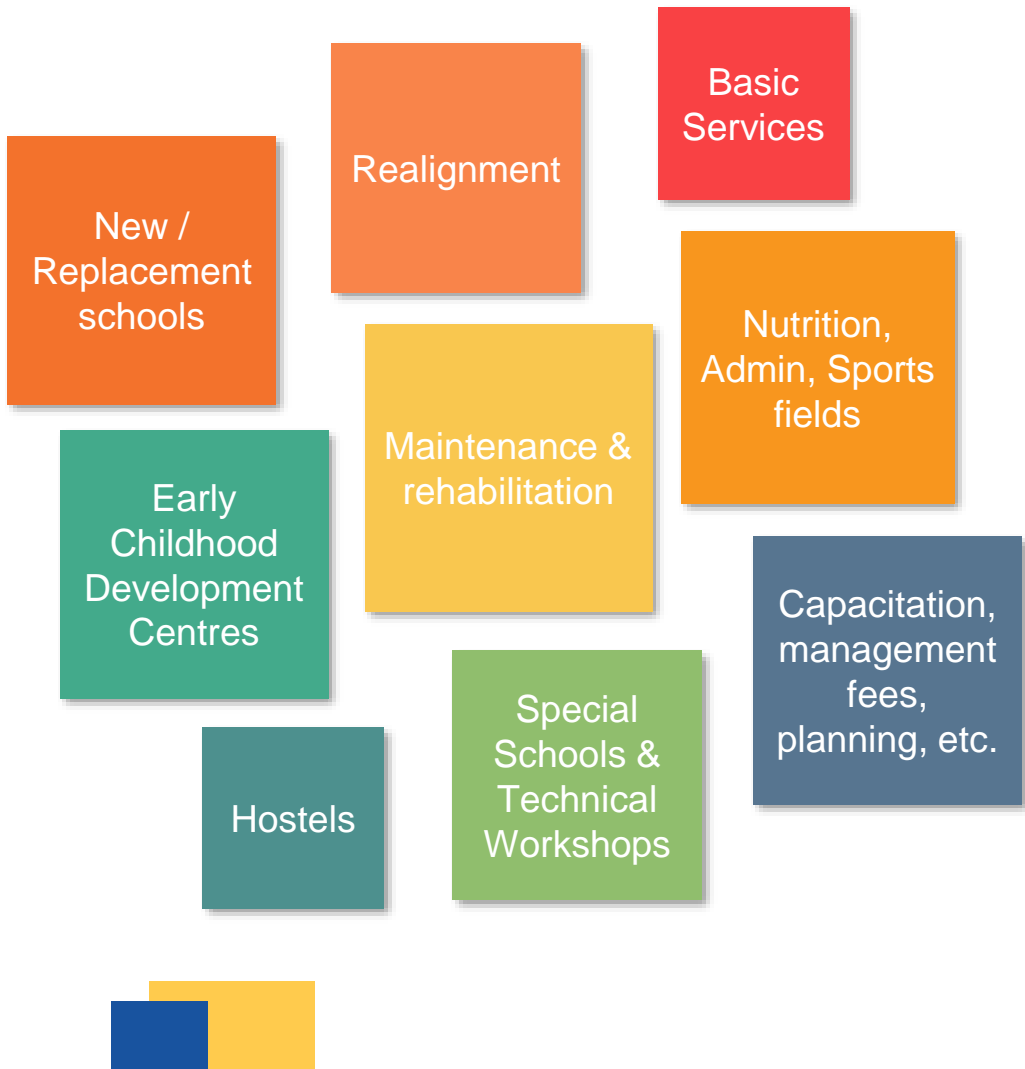 Basic
Services
Realignment
New /
Replacement
schools
Nutrition,
Admin, Sports
fields
Maintenance &
rehabilitation
Early
Childhood
Development
Centres
Capacitation,
management
fees,
planning, etc.
Special
Schools &
Technical
Workshops
Hostels